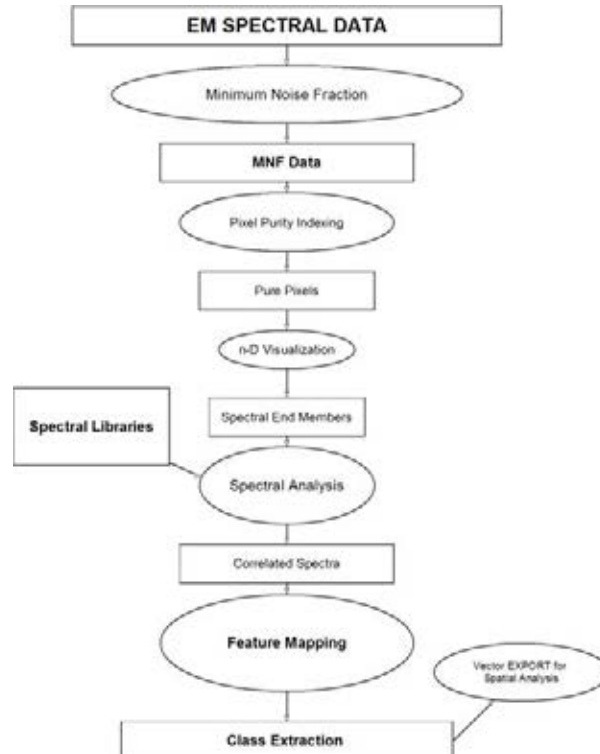 EM SPECTRAL DATA
Minimum Noise Fraction
MNF Data
Pixel Purity Indexing
Pure Pixels
n-D Visualization
Spectral Libraries
Spectral End Members
Spectral Analysis
Correlated Spectra
Feature Mapping
Vector EXPORT for
Spatial Analysis
Class Extraction